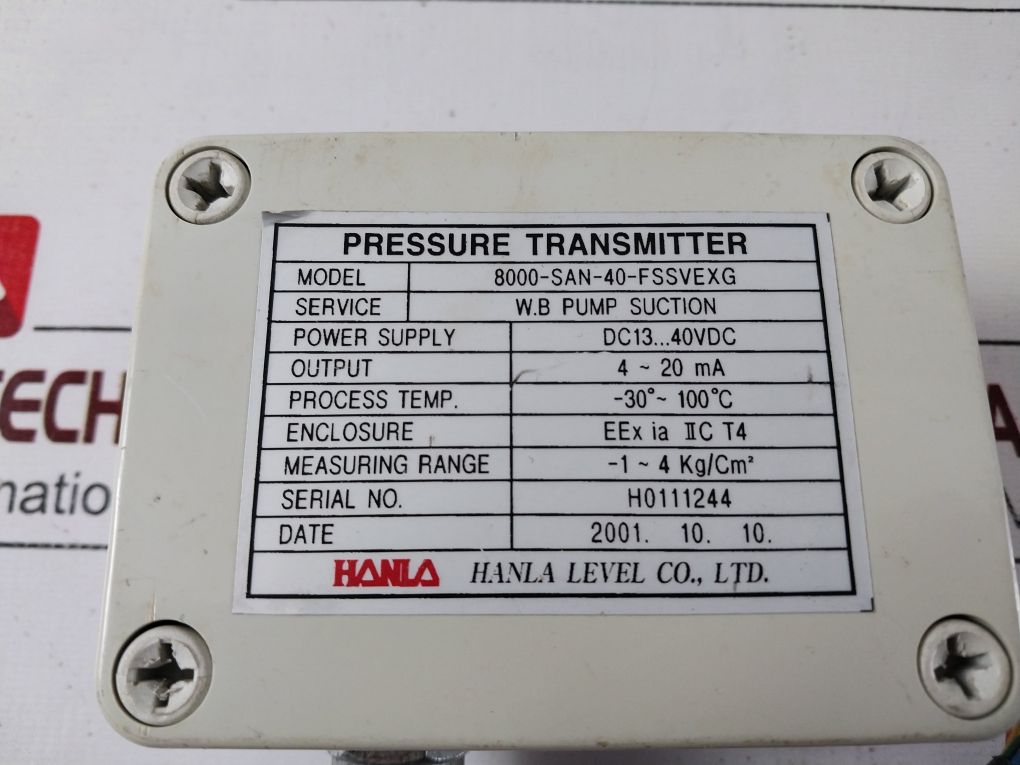 PRESSURE TRANSMITTER
MODEL 8000-SAN-40-FSSVEXG
SERVICE W.B PUMP SUCTION
POWER SUPPLY DC13...40VDC
OUTPUT 4 ~ 20 mA
PROCESS TEMP. -30°~ 100°C
ENCLOSURE EEx ia ⅡC T4
MEASURING RANGE -1 ~ 4 Kg/Cm²
SERIAL NO. H0111244
DATE 2001. 10. 10.
HANLA HANLA LEVEL CO., LTD.
TECH